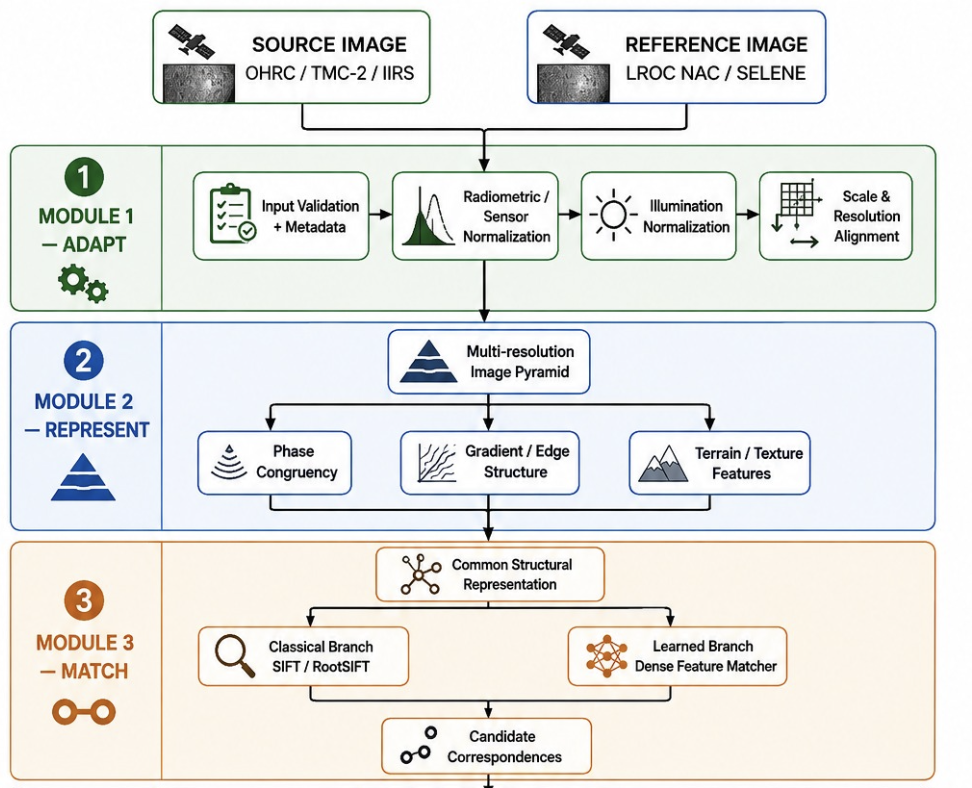 SOURCE IMAGE
OHRC / TMC-2 / IIRS
REFERENCE IMAGE
LROC NAC / SELENE
1
MODULE 1
— ADAPT
Input Validation
+ Metadata
Radiometric /
Sensor
Normalization
Illumination
Normalization
Scale &
Resolution
Alignment
2
MODULE 2
— REPRESENT
Multi-resolution
Image Pyramid
Phase
Congruency
Gradient / Edge
Structure
Terrain / Texture
Features
3
MODULE 3
— MATCH
Common Structural
Representation
Classical Branch
SIFT / RootSIFT
Learned Branch
Dense Feature Matcher
Candidate
Correspondences